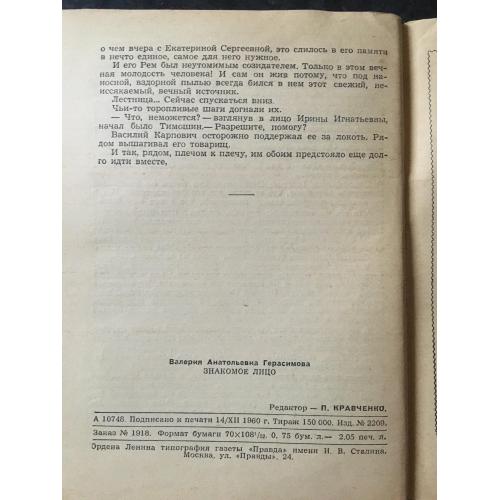 о чем вчера с Екатериной Сергеевной, это слилось в его памяти
в нечто единое, самое для него нужное.
И его Рем был неутомимым созидателем. Только в этом веч-
ная молодость человека! И сам он жив потому, что под на-
носной, вздорной пылью всегда бился в нем этот свежий, не-
иссякаемый, вечный источник.
Лестница... Сейчас спускаться вниз.
Чьи-то торопливые шаги догнали их.
— Что, неможется? — взглянув в лицо Ирины Игнатьевны,
начал было Тимошин. — Разрешите, помогу?
Василий Карпович осторожно поддержал ее за локоть. Ря-
дом вышагивал его товарищ.
И так, рядом, плечом к плечу, им обоим предстояло еще дол-
го идти вместе,
Валерия Анатольевна Герасимова
ЗНАКОМОЕ ЛИЦО
Редактор — П. КРАВЧЕНКО.
А 10748. Подписано к печати 14/XII 1960 г. Тираж 150 000. Изд. № 2209.
Заказ № 1918. Формат бумаги 70×108¹/₃₂. 0, 75 бум. л.— 2,05 печ. л.
Ордена Ленина типография газеты «Правда» имени И. В. Сталина.
Москва, ул. «Правды», 24.